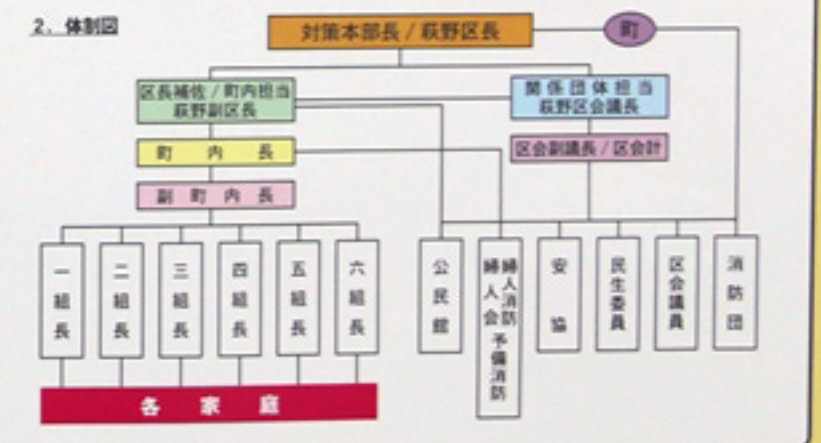 2．体制図
対策本部長 / 萩野区長
町
区長補佐 / 町内担当
萩野副区長
関係団体担当
萩野区会議長
町内長
区会副議長 / 区会計
副町内長
一組長
二組長
三組長
四組長
五組長
六組長
公民館
婦人消防
婦人会 予備消防
安協
民生委員
区会議員
消防団
各家庭